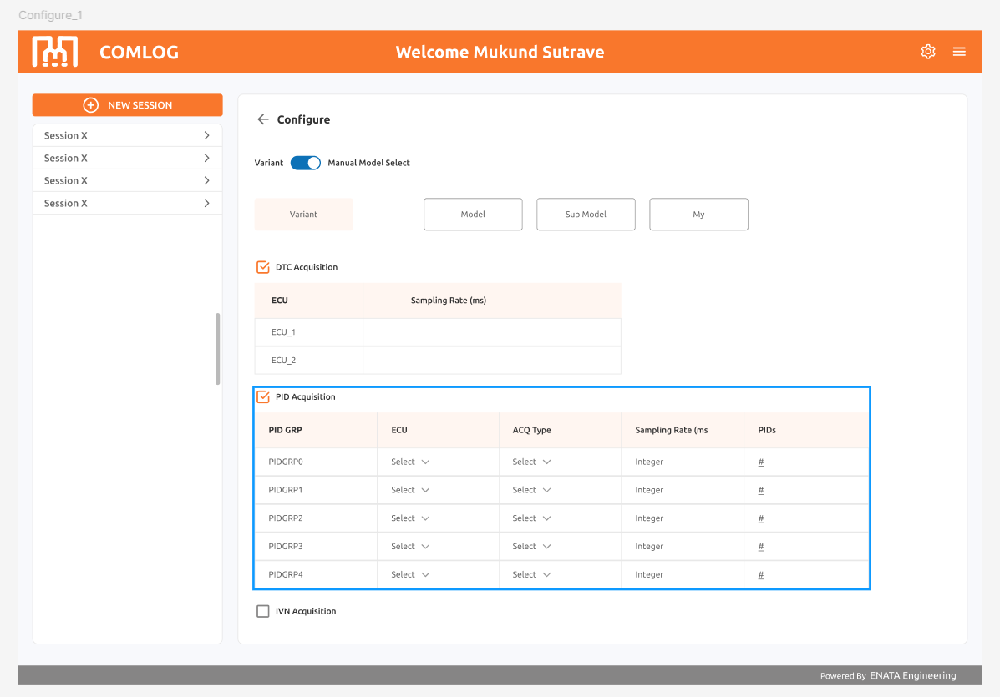 Configure_1
COMLOG
Welcome Mukund Sutrave
NEW SESSION
Session X
Session X
Session X
Session X
Configure
Variant Manual Model Select
Variant Model Sub Model My
DTC Acquisition
ECU Sampling Rate (ms)
ECU_1
ECU_2
PID Acquisition
PID GRP ECU ACQ Type Sampling Rate (ms PIDs
PIDGRP0 Select Select Integer #
PIDGRP1 Select Select Integer #
PIDGRP2 Select Select Integer #
PIDGRP3 Select Select Integer #
PIDGRP4 Select Select Integer #
IVN Acquisition
Powered By ENATA Engineering